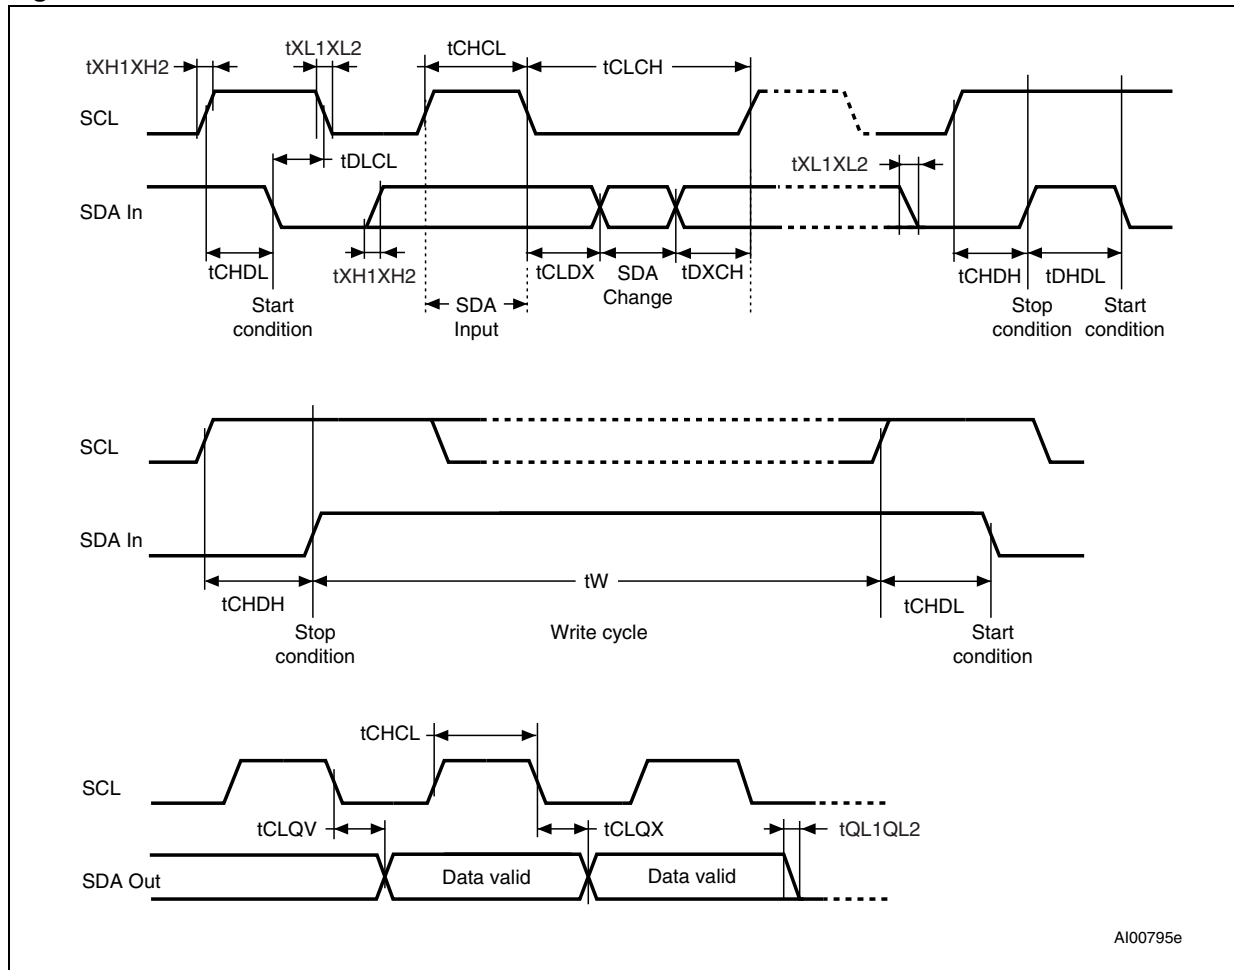 tXH1XH2
tXL1XL2
tCHCL
tCLCH
SCL
tDLCL
tXL1XL2
SDA In
tCHDL
tXH1XH2
tCLDX
SDA
Change
tDXCH
tCHDH
tDHDL
Start
condition
SDA
Input
Stop
condition
Start
condition
SCL
SDA In
tCHDH
tW
tCHDL
Stop
condition
Write cycle
Start
condition
tCHCL
SCL
tCLQV
tCLQX
tQL1QL2
SDA Out
Data valid
Data valid
AI00795e